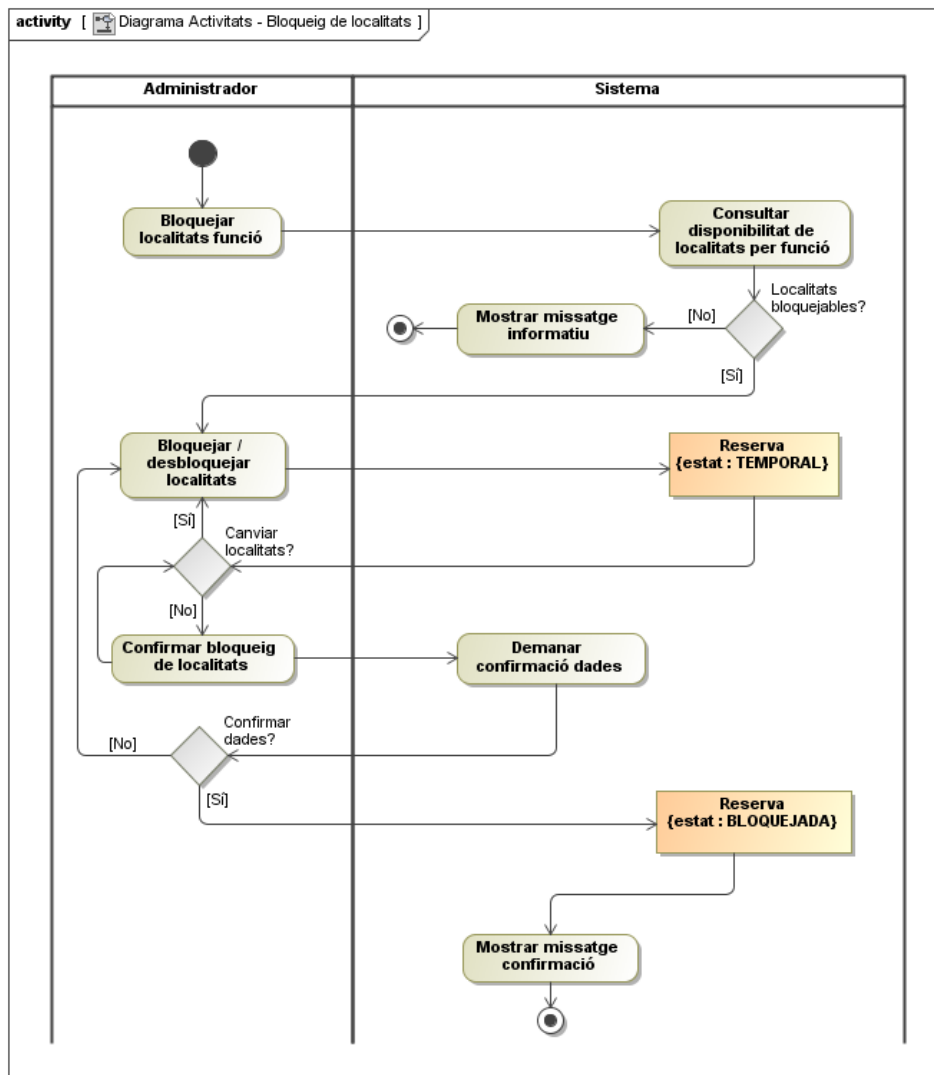 activity [ Diagrama Activitats - Bloqueig de localitats ]
Administrador
Sistema
Bloquejar
localitats funció
Consultar
disponibilitat de
localitats per funció
Localitats
bloquejables?
[No]
Mostrar missatge
informatiu
[Sí]
Bloquejar /
desbloquejar
localitats
Reserva
{estat : TEMPORAL}
[Sí]
Canviar
localitats?
[No]
Confirmar bloqueig
de localitats
Demanar
confirmació dades
Confirmar
dades?
[No]
[Sí]
Reserva
{estat : BLOQUEJADA}
Mostrar missatge
confirmació